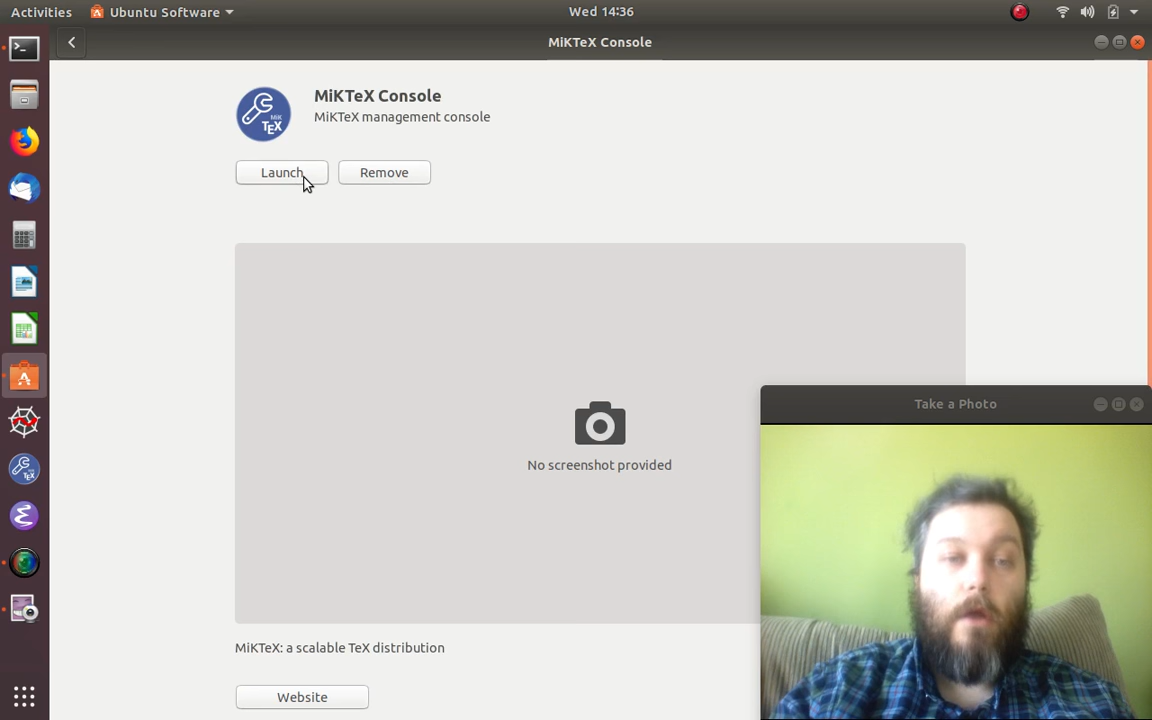 Activities Ubuntu Software Wed 14:36
MiKTeX Console
MiKTeX Console
MiKTeX management console
Launch Remove
No screenshot provided
Take a Photo
MiKTeX: a scalable TeX distribution
Website